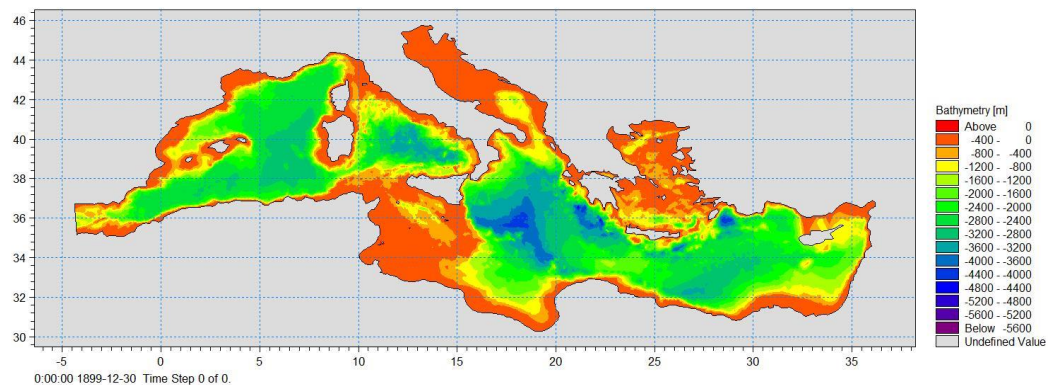 46
44
42
40
38
36
34
32
30
-5 0 5 10 15 20 25 30 35
0:00:00 1899-12-30 Time Step 0 of 0.
Bathymetry [m]
Above 0
-400 - 0
-800 - -400
-1200 - -800
-1600 - -1200
-2000 - -1600
-2400 - -2000
-2800 - -2400
-3200 - -2800
-3600 - -3200
-4000 - -3600
-4400 - -4000
-4800 - -4400
-5200 - -4800
-5600 - -5200
Below -5600
Undefined Value